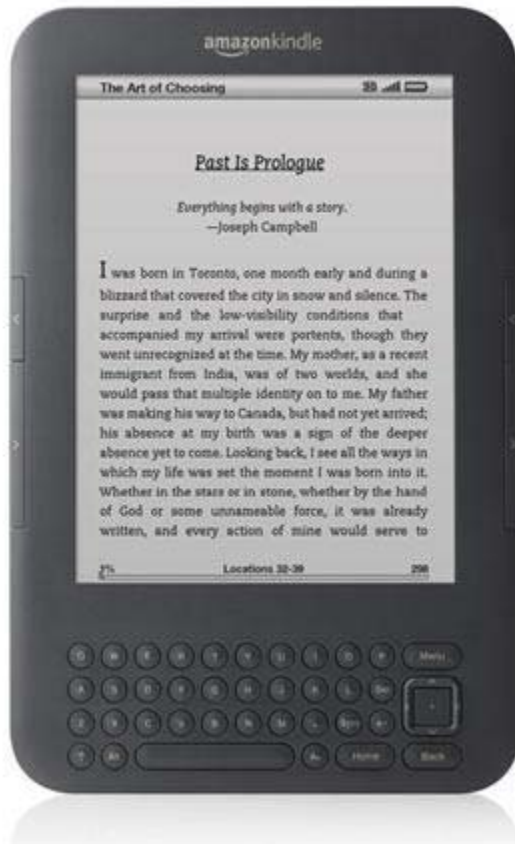 amazonkindle
The Art of Choosing 3G
Past Is Prologue
Everything begins with a story.
—Joseph Campbell
I was born in Toronto, one month early and during a
blizzard that covered the city in snow and silence. The
surprise and the low-visibility conditions that
accompanied my arrival were portents, though they
went unrecognized at the time. My mother, as a recent
immigrant from India, was of two worlds, and she
would pass that multiple identity on to me. My father
was making his way to Canada, but had not yet arrived;
his absence at my birth was a sign of the deeper
absence yet to come. Looking back, I see all the ways in
which my life was set the moment I was born into it.
Whether in the stars or in stone, whether by the hand
of God or some unnameable force, it was already
written, and every action of mine would serve to
Locations 32-39
Q W E R T Y U I O P Menu
A S D F G H J K L Del
Z X C V B N M . Sym
Alt Home Back